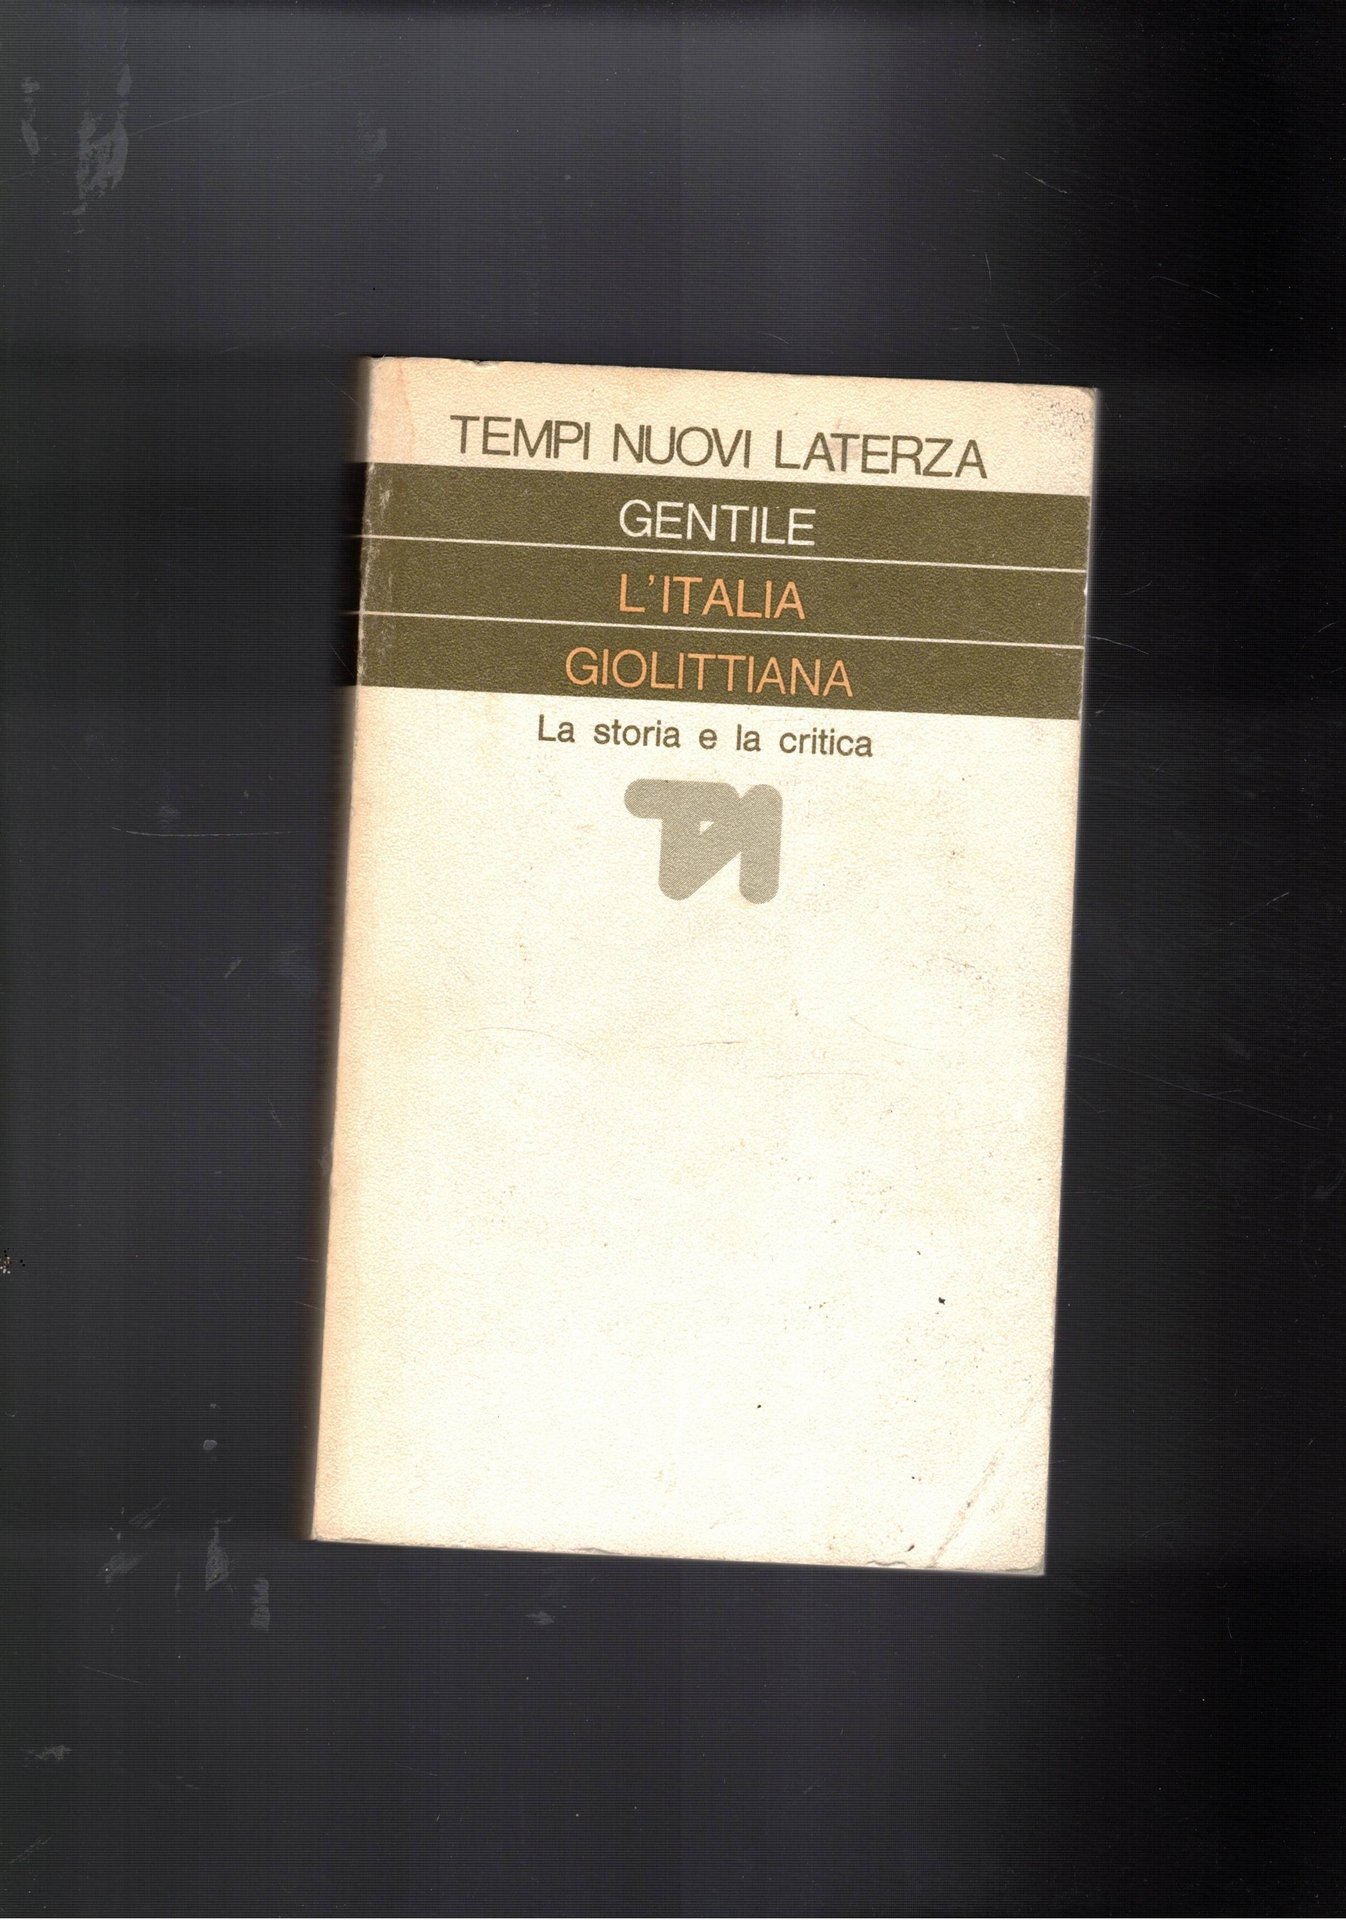 TEMPI NUOVI LATERZA
GENTILE
L'ITALIA
GIOLITTIANA
La storia e la critica